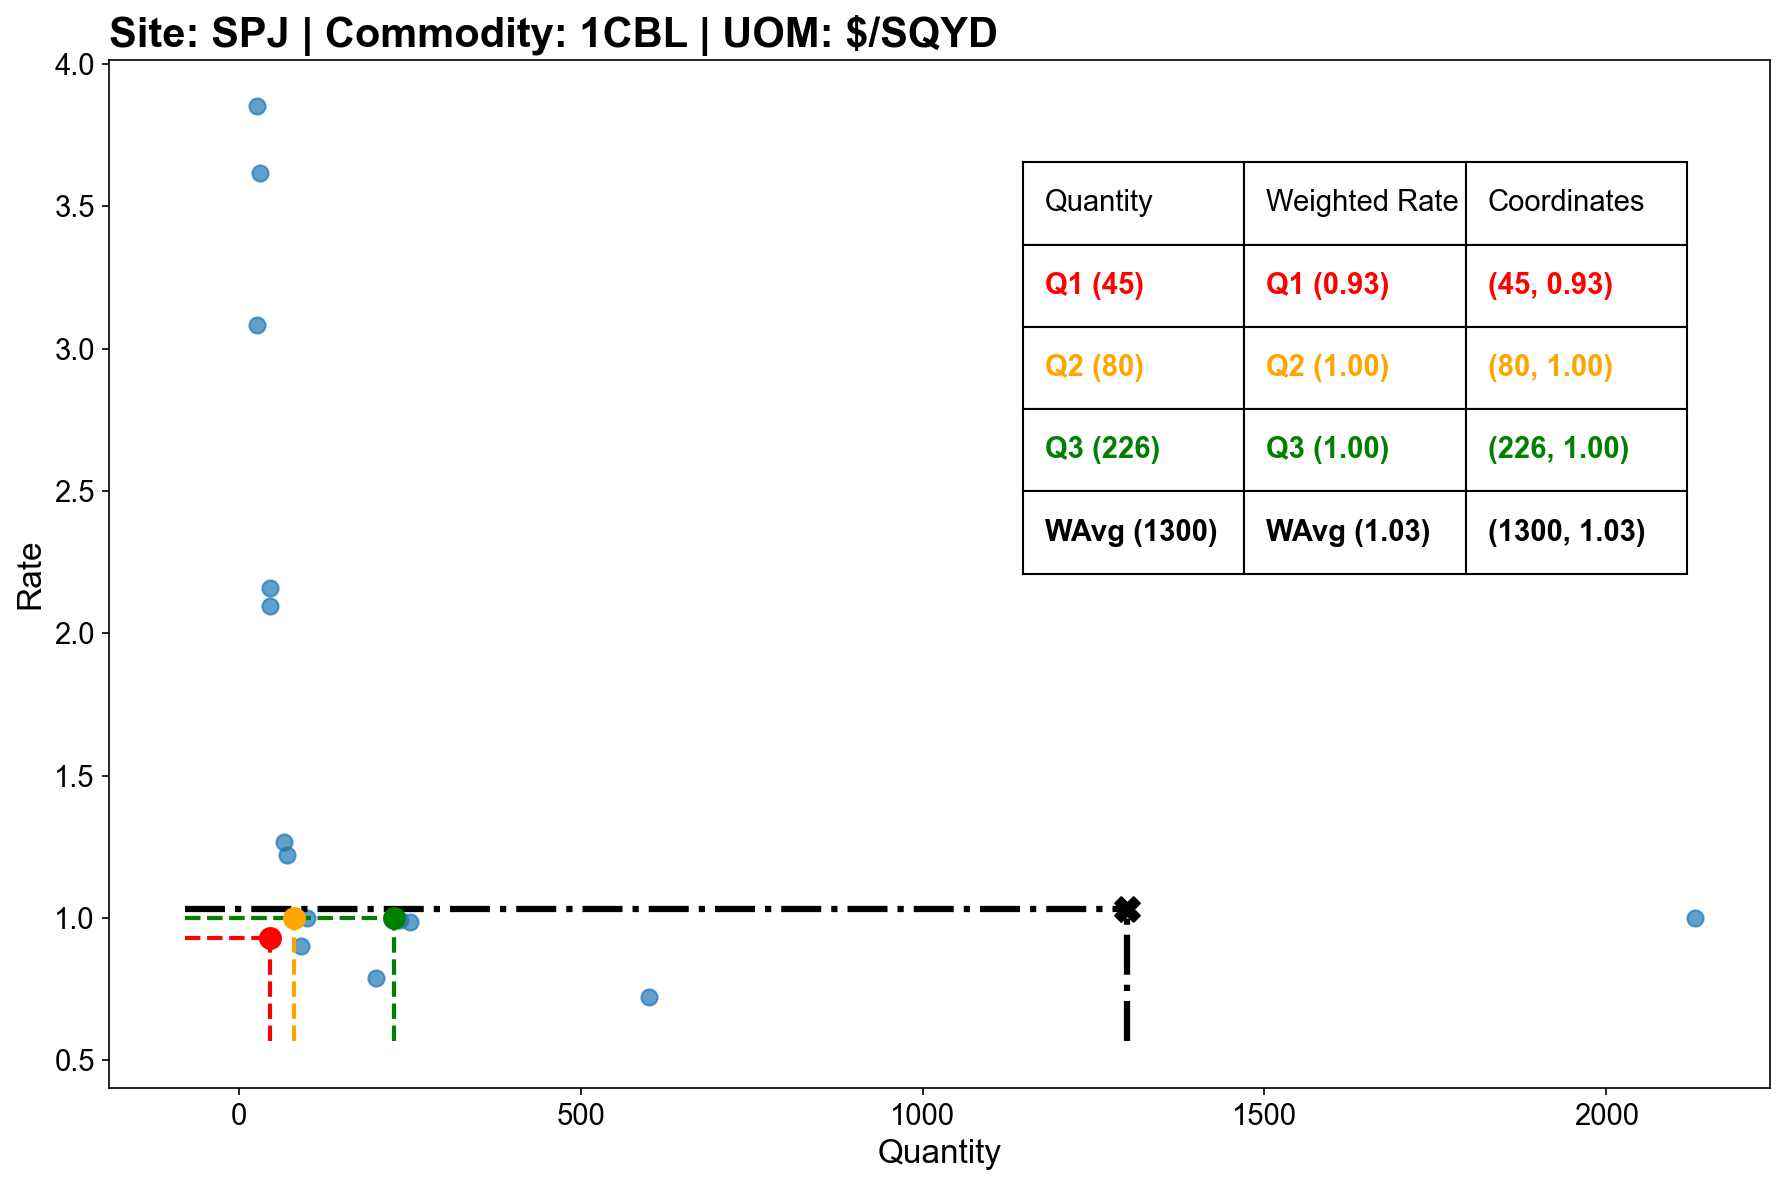 Site: SPJ | Commodity: 1CBL | UOM: $/SQYD
4.0
3.5
3.0
2.5
2.0
1.5
1.0
0.5
Rate
Quantity Weighted Rate Coordinates
Q1 (45) Q1 (0.93) (45, 0.93)
Q2 (80) Q2 (1.00) (80, 1.00)
Q3 (226) Q3 (1.00) (226, 1.00)
WAvg (1300) WAvg (1.03) (1300, 1.03)
0 500 1000 1500 2000
Quantity